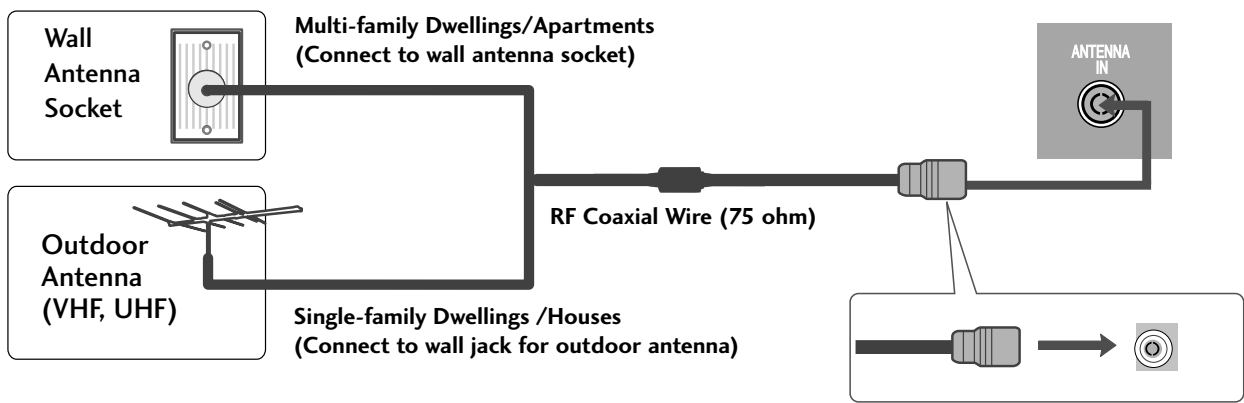 Wall
Antenna
Socket
Multi-family Dwellings/Apartments
(Connect to wall antenna socket)
ANTENNA
IN
RF Coaxial Wire (75 ohm)
Outdoor
Antenna
(VHF, UHF)
Single-family Dwellings /Houses
(Connect to wall jack for outdoor antenna)